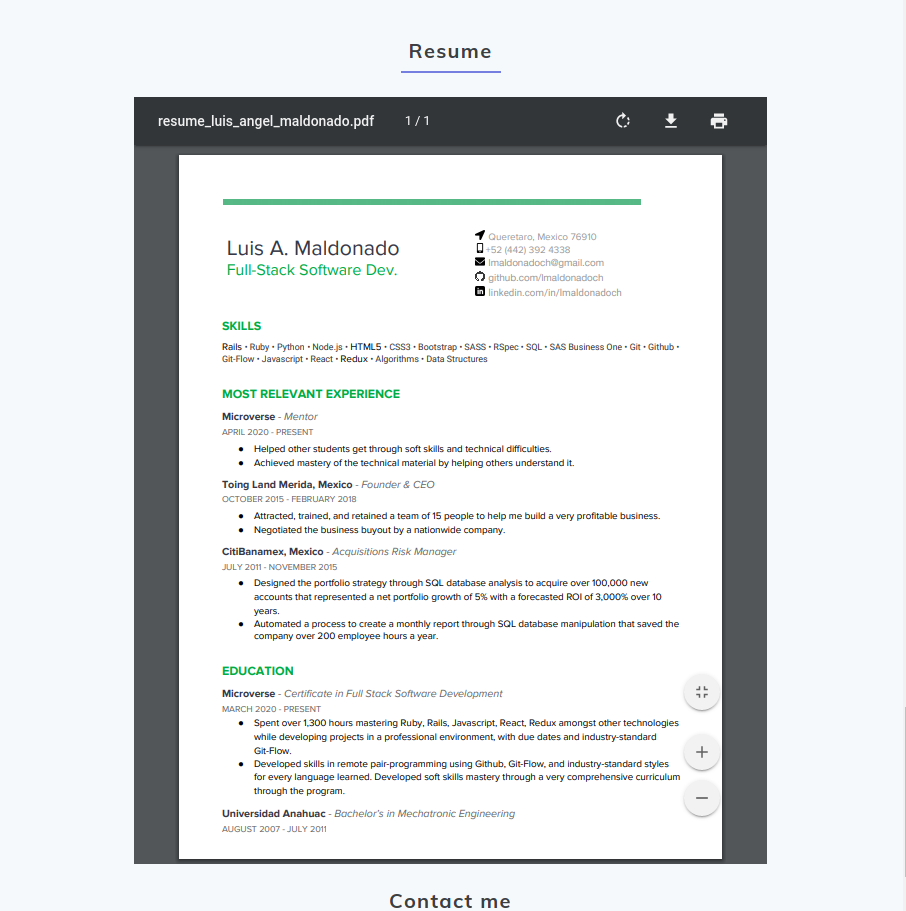 Resume
resume_luis_angel_maldonado.pdf 1 / 1
Luis A. Maldonado
Full-Stack Software Dev.
Queretaro, Mexico 76910
+52 (442) 392 4338
lmaldonadoch@gmail.com
github.com/lmaldonadoch
linkedin.com/in/lmaldonadoch
SKILLS
Rails • Ruby • Python • Node.js • HTML5 • CSS3 • Bootstrap • SASS • RSpec • SQL • SAS Business One • Git • Github •
Git-Flow • Javascript • React • Redux • Algorithms • Data Structures
MOST RELEVANT EXPERIENCE
Microverse - Mentor
APRIL 2020 - PRESENT
● Helped other students get through soft skills and technical difficulties.
● Achieved mastery of the technical material by helping others understand it.
Toing Land Merida, Mexico - Founder & CEO
OCTOBER 2015 - FEBRUARY 2018
● Attracted, trained, and retained a team of 15 people to help me build a very profitable business.
● Negotiated the business buyout by a nationwide company.
CitiBanamex, Mexico - Acquisitions Risk Manager
JULY 2011 - NOVEMBER 2015
● Designed the portfolio strategy through SQL database analysis to acquire over 100,000 new
accounts that represented a net portfolio growth of 5% with a forecasted ROI of 3,000% over 10
years.
● Automated a process to create a monthly report through SQL database manipulation that saved the
company over 200 employee hours a year.
EDUCATION
Microverse - Certificate in Full Stack Software Development
MARCH 2020 - PRESENT
● Spent over 1,300 hours mastering Ruby, Rails, Javascript, React, Redux amongst other technologies
while developing projects in a professional environment, with due dates and industry-standard
Git-Flow.
● Developed skills in remote pair-programming using Github, Git-Flow, and industry-standard styles
for every language learned. Developed soft skills mastery through a very comprehensive curriculum
through the program.
Universidad Anahuac - Bachelor's in Mechatronic Engineering
AUGUST 2007 - JULY 2011
Contact me